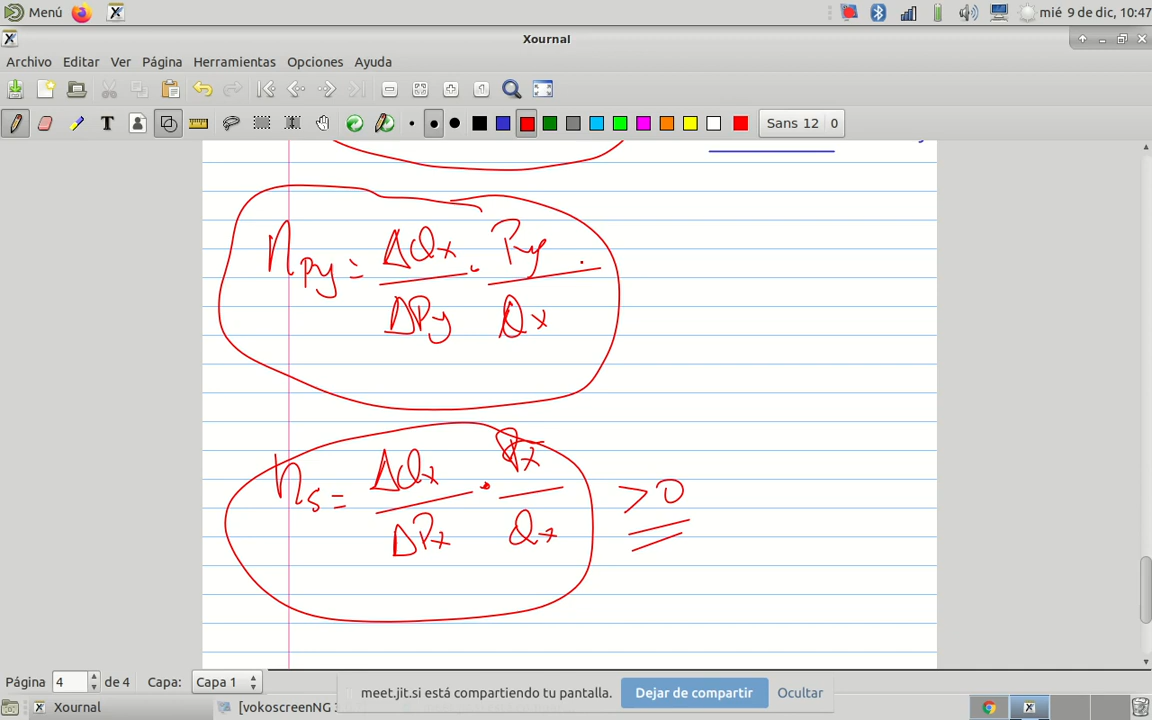 Menú mié 9 de dic, 10:47
Xournal
Archivo Editar Ver Página Herramientas Opciones Ayuda
Sans 12 0
ηPy = ΔQx/ΔPy · Py/Qx
ηs = ΔQx/ΔPx · Px/Qx > 0
Página 4 de 4 Capa: Capa 1
meet.jit.si está compartiendo tu pantalla. Dejar de compartir Ocultar
Xournal [vokoscreenNG 3